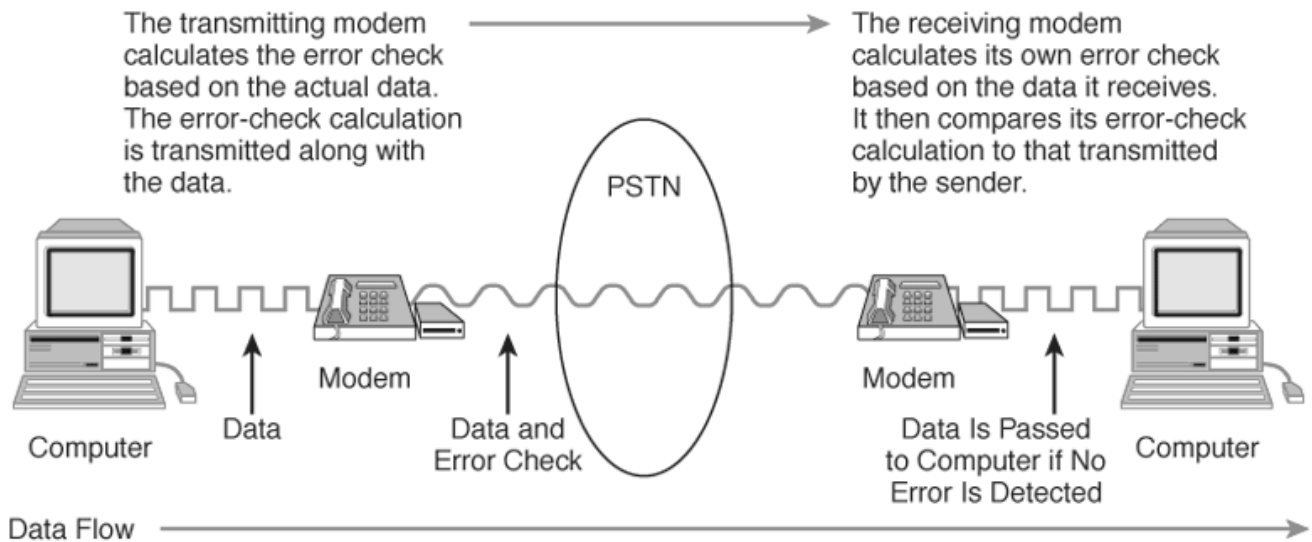 The transmitting modem
calculates the error check
based on the actual data.
The error-check calculation
is transmitted along with
the data.
The receiving modem
calculates its own error check
based on the data it receives.
It then compares its error-check
calculation to that transmitted
by the sender.
PSTN
Computer
Data
Modem
Data and
Error Check
Modem
Data Is Passed
to Computer if No
Error Is Detected
Computer
Data Flow